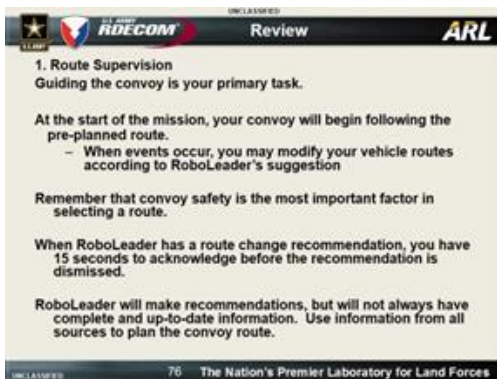 UNCLASSIFIED
U.S. ARMY
RDECOM
Review
ARL
U.S. ARMY
1. Route Supervision
Guiding the convoy is your primary task.
At the start of the mission, your convoy will begin following the
pre-planned route.
– When events occur, you may modify your vehicle routes
according to RoboLeader's suggestion
Remember that convoy safety is the most important factor in
selecting a route.
When RoboLeader has a route change recommendation, you have
15 seconds to acknowledge before the recommendation is
dismissed.
RoboLeader will make recommendations, but will not always have
complete and up-to-date information. Use information from all
sources to plan the convoy route.
UNCLASSIFIED
76
The Nation's Premier Laboratory for Land Forces